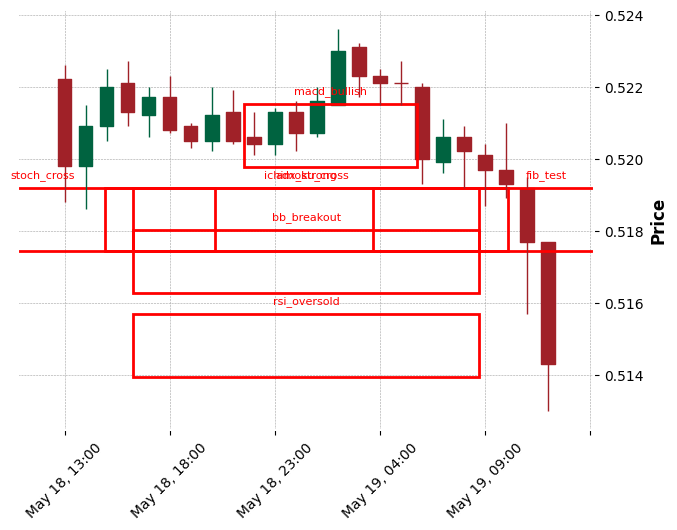 0.524
0.522
macd_bullish
0.520
stoch_cross
fib_test
0.518
Price
bb_breakout
0.516
rsi_oversold
0.514
May 18, 13:00
May 18, 18:00
May 18, 23:00
May 19, 04:00
May 19, 09:00